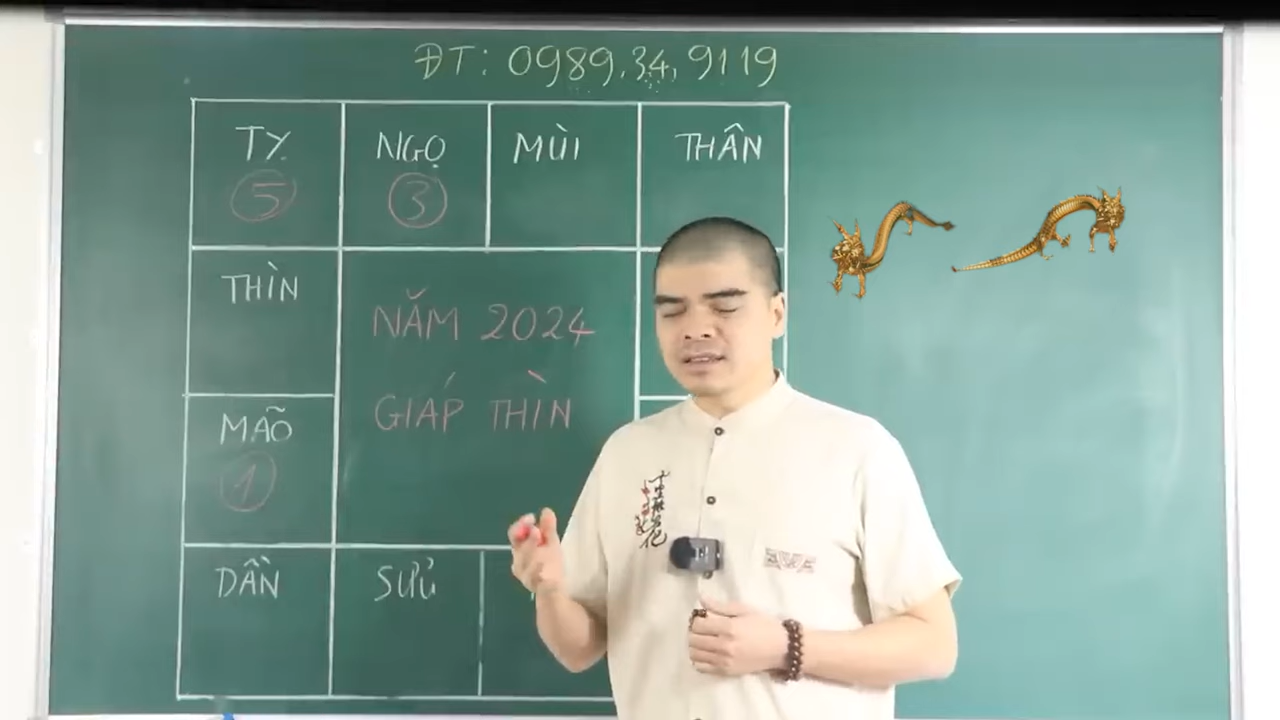 ĐT: 0989.34.9119
TỴ NGỌ MÙI THÂN
5 3
THÌN
NĂM 2024
GIÁP THÌN
MÃO
1
DẦN SỬU